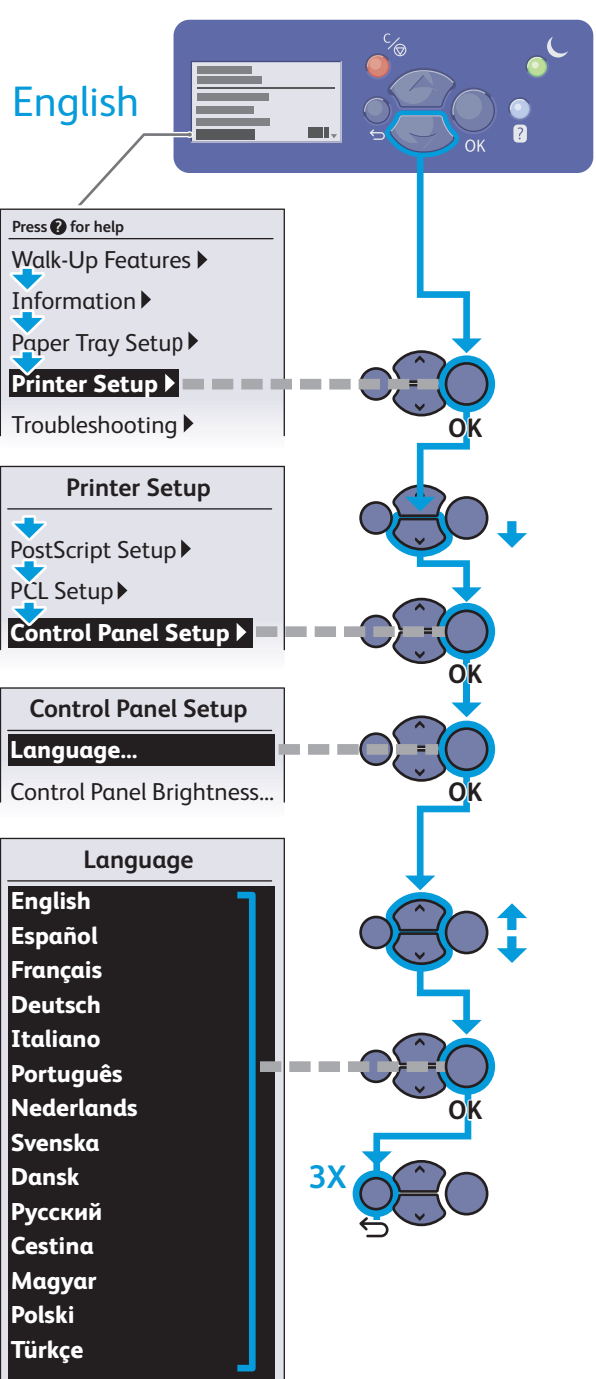 English
C/
OK
?
Press ? for help
Walk-Up Features
Information
Paper Tray Setup
Printer Setup
Troubleshooting
OK
Printer Setup
PostScript Setup
PCL Setup
Control Panel Setup
OK
Control Panel Setup
Language...
Control Panel Brightness...
OK
Language
English
Español
Français
Deutsch
Italiano
Português
Nederlands
Svenska
Dansk
Русский
Cestina
Magyar
Polski
Türkçe
OK
3X